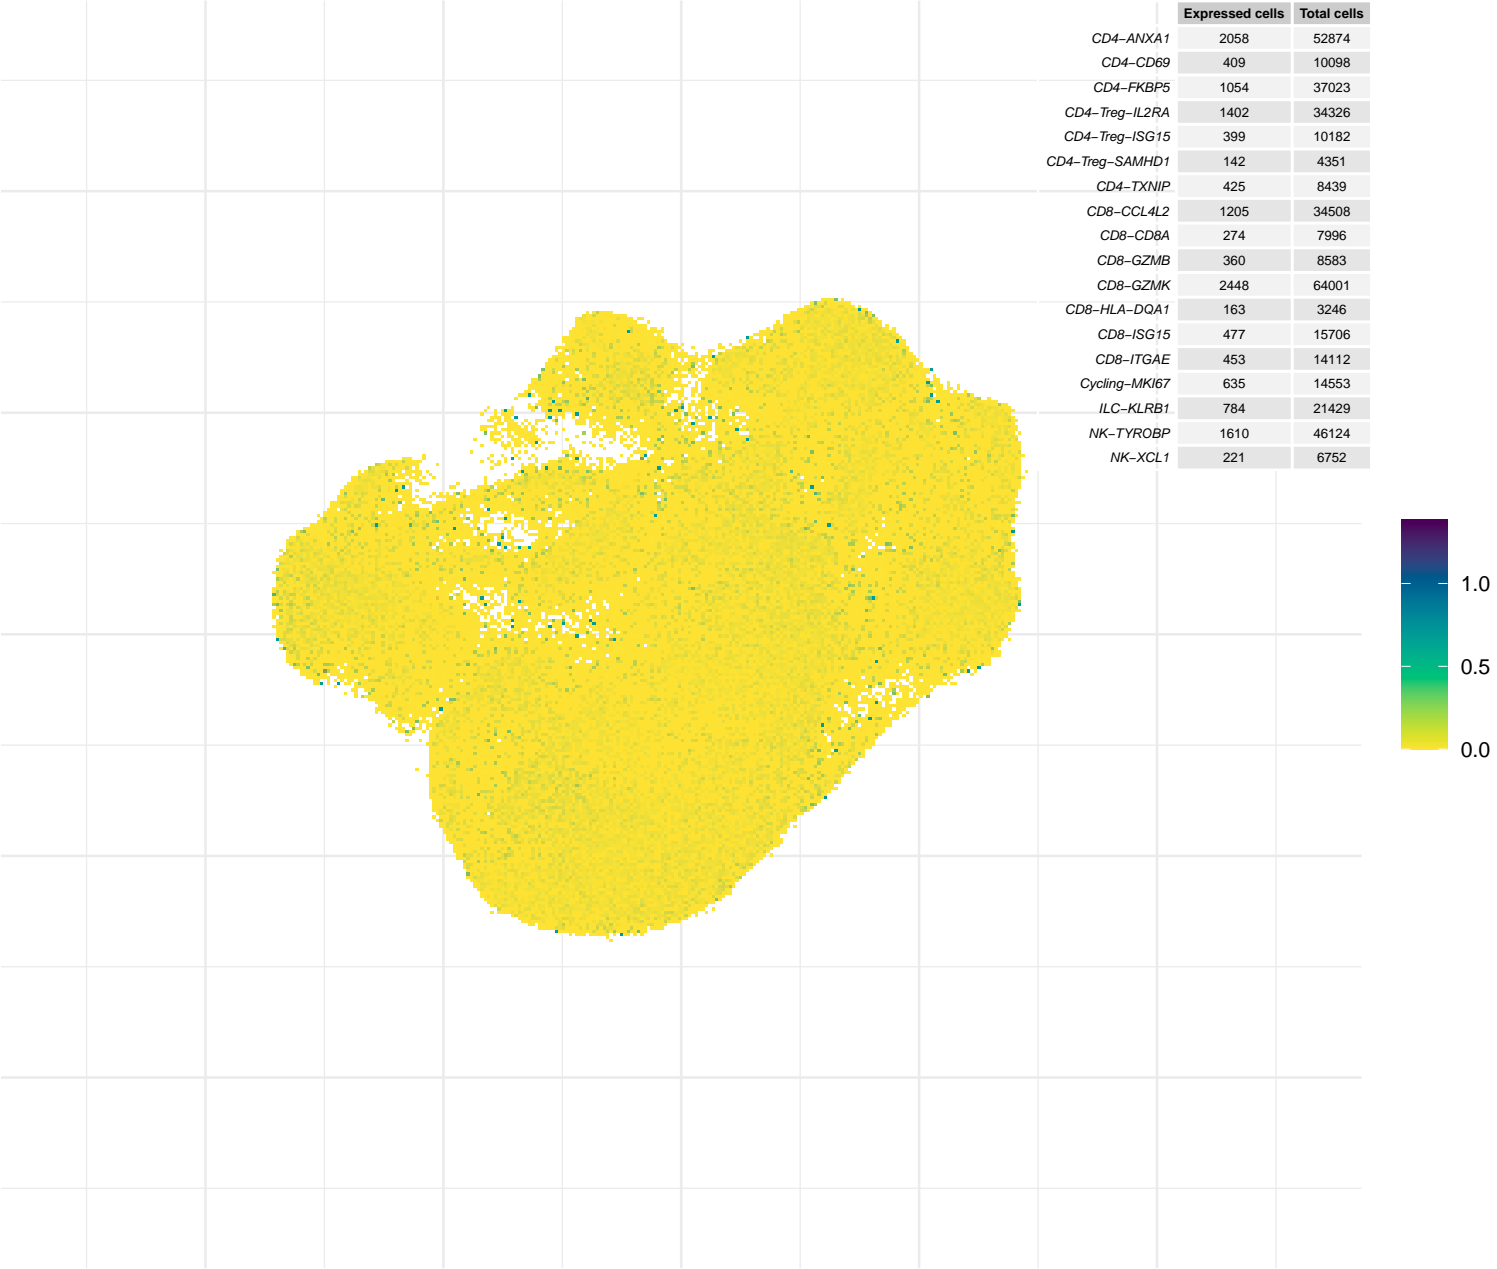 Expressed cells Total cells
CD4−ANXA1 2058 52874
CD4−CD69 409 10098
CD4−FKBP5 1054 37023
CD4−Treg−IL2RA 1402 34326
CD4−Treg−ISG15 399 10182
CD4−Treg−SAMHD1 142 4351
CD4−TXNIP 425 8439
CD8−CCL4L2 1205 34508
CD8−CD8A 274 7996
CD8−GZMB 360 8583
CD8−GZMK 2448 64001
CD8−HLA−DQA1 163 3246
CD8−ISG15 477 15706
CD8−ITGAE 453 14112
Cycling−MKI67 635 14553
ILC−KLRB1 784 21429
NK−TYROBP 1610 46124
NK−XCL1 221 6752
1.0
0.5
0.0